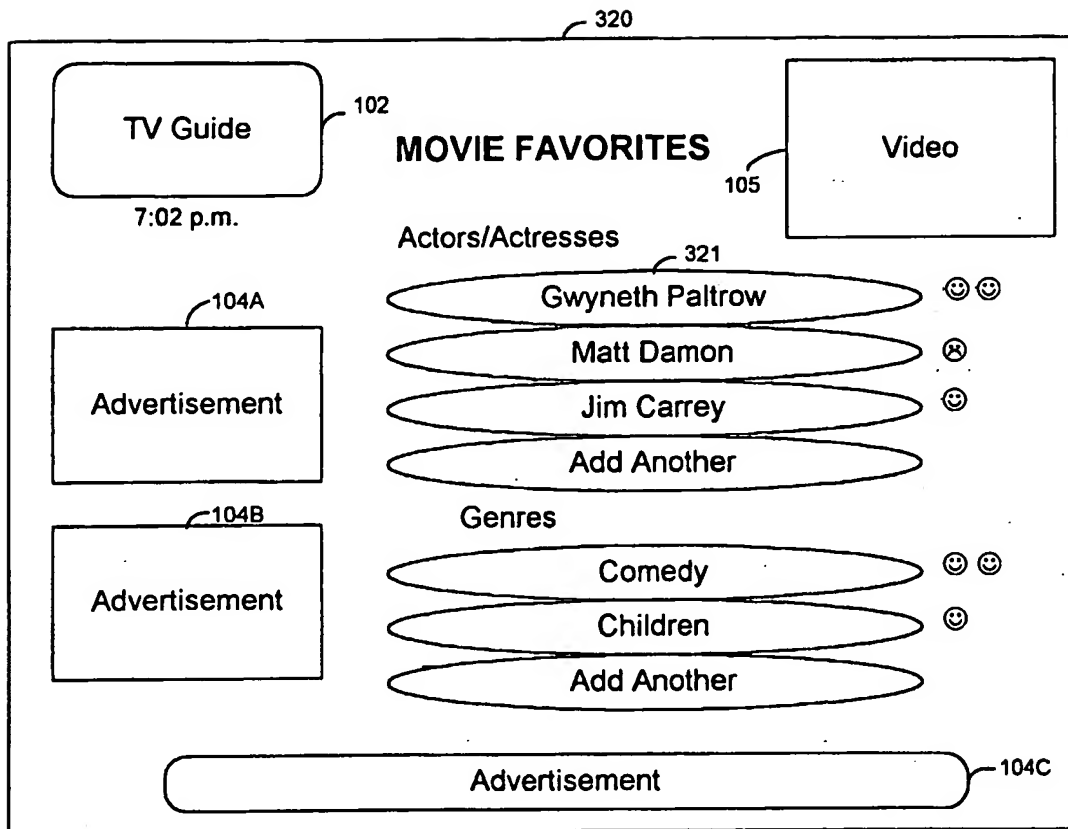 320
TV Guide
102
7:02 p.m.
MOVIE FAVORITES
Video
105
Actors/Actresses
321
Gwyneth Paltrow
Matt Damon
Jim Carrey
Add Another
104A
Advertisement
104B
Advertisement
Genres
Comedy
Children
Add Another
Advertisement
104C